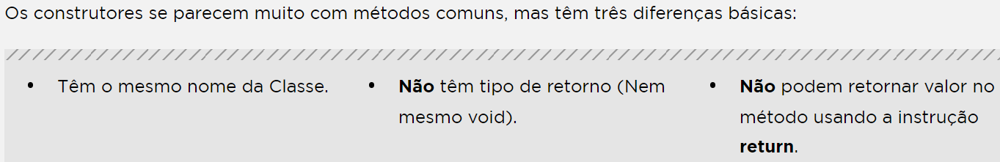 Os construtores se parecem muito com métodos comuns, mas têm três diferenças básicas:
• Têm o mesmo nome da Classe.
• Não têm tipo de retorno (Nem
mesmo void).
• Não podem retornar valor no
método usando a instrução
return.